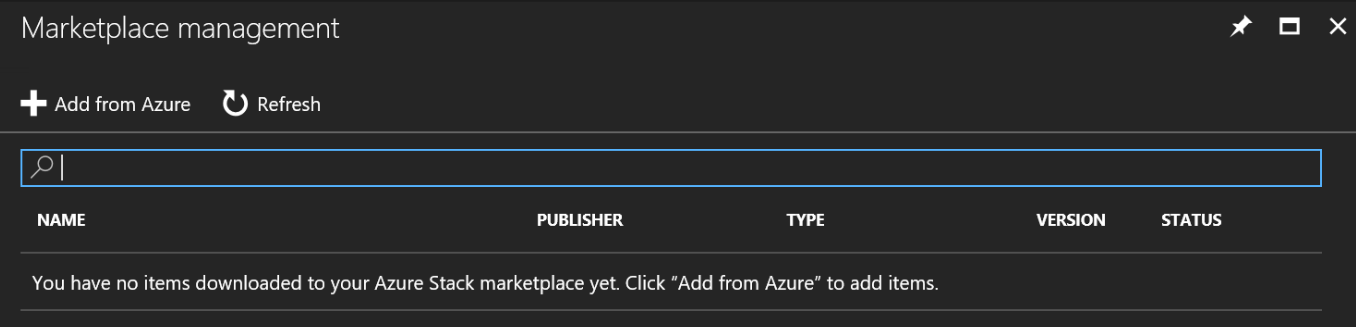 Marketplace management
Add from Azure Refresh
NAME PUBLISHER TYPE VERSION STATUS
You have no items downloaded to your Azure Stack marketplace yet. Click “Add from Azure” to add items.